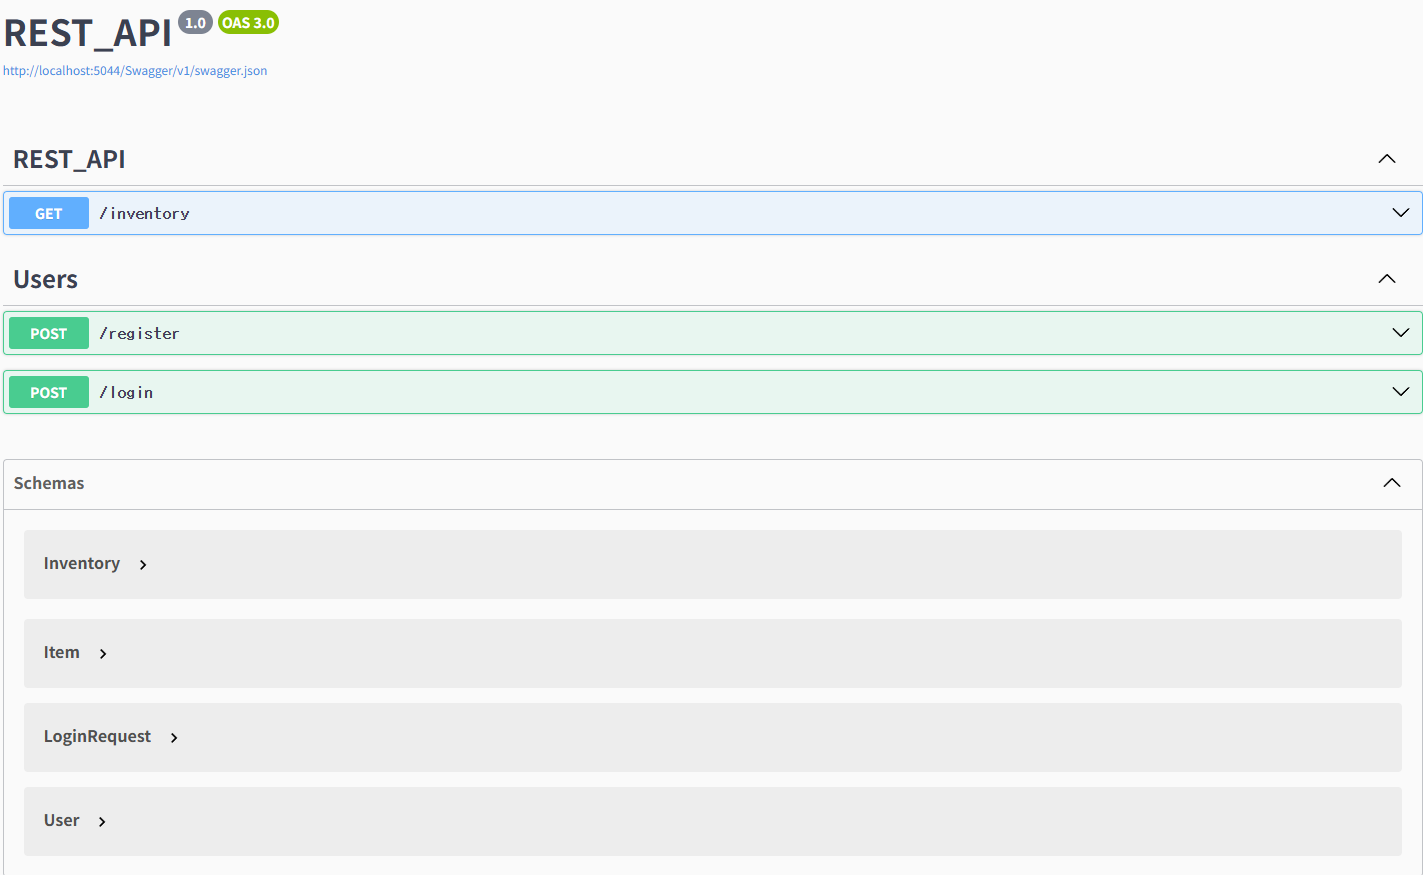 REST_API 1.0 OAS 3.0
http://localhost:5044/Swagger/v1/swagger.json
REST_API
GET /inventory
Users
POST /register
POST /login
Schemas
Inventory
Item
LoginRequest
User